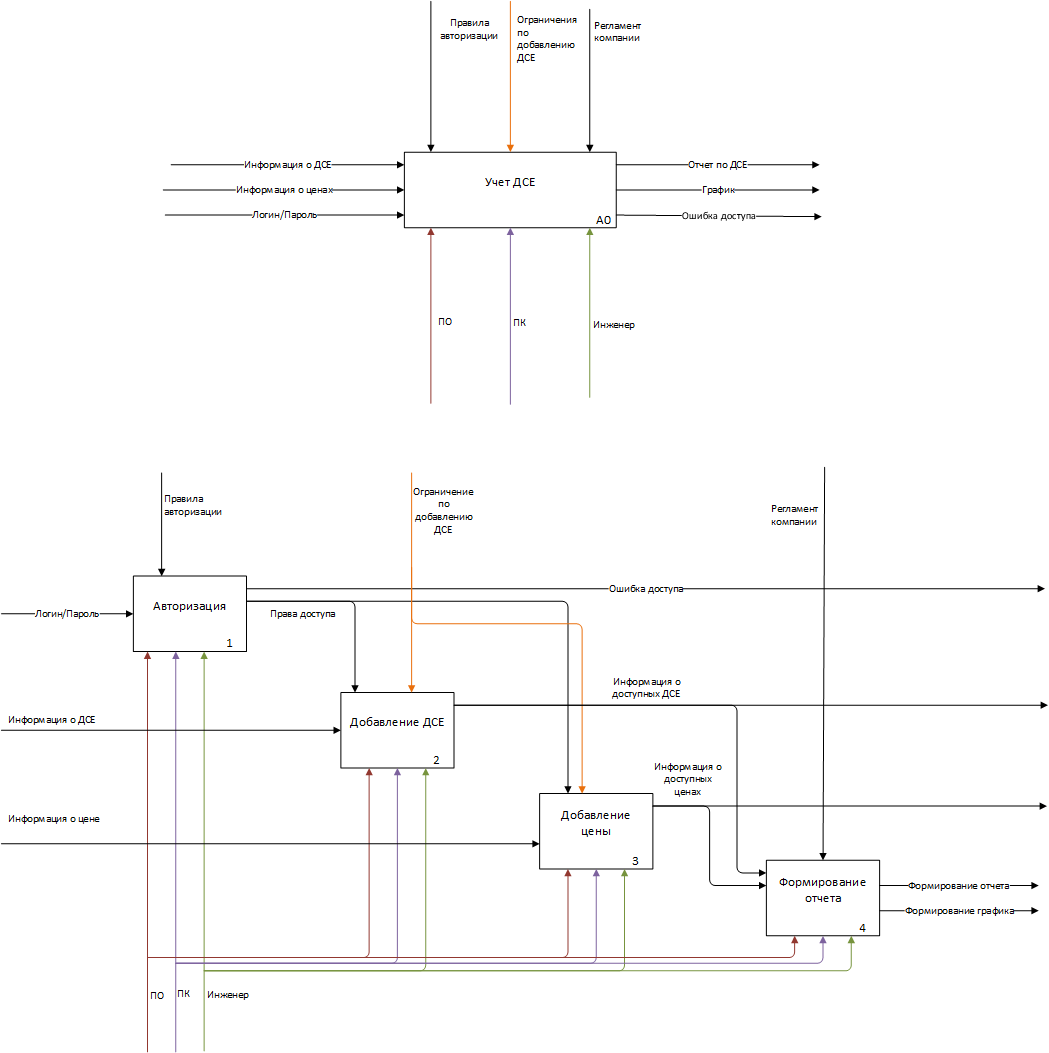 Правила
авторизации
Ограничения
по
добавлению
ДСЕ
Регламент
компании
Информация о ДСЕ
Информация о ценах
Логин/Пароль
Учет ДСЕ
A0
Отчет по ДСЕ
График
Ошибка доступа
ПО
ПК
Инженер
Правила
авторизации
Ограничение
по
добавлению
ДСЕ
Регламент
компании
Логин/Пароль
Авторизация
1
Ошибка доступа
Права доступа
Информация о ДСЕ
Добавление ДСЕ
2
Информация о
доступных ДСЕ
Информация о цене
Добавление
цены
3
Информация о
доступных
ценах
Формирование
отчета
4
Формирование отчета
Формирование графика
ПО
ПК
Инженер